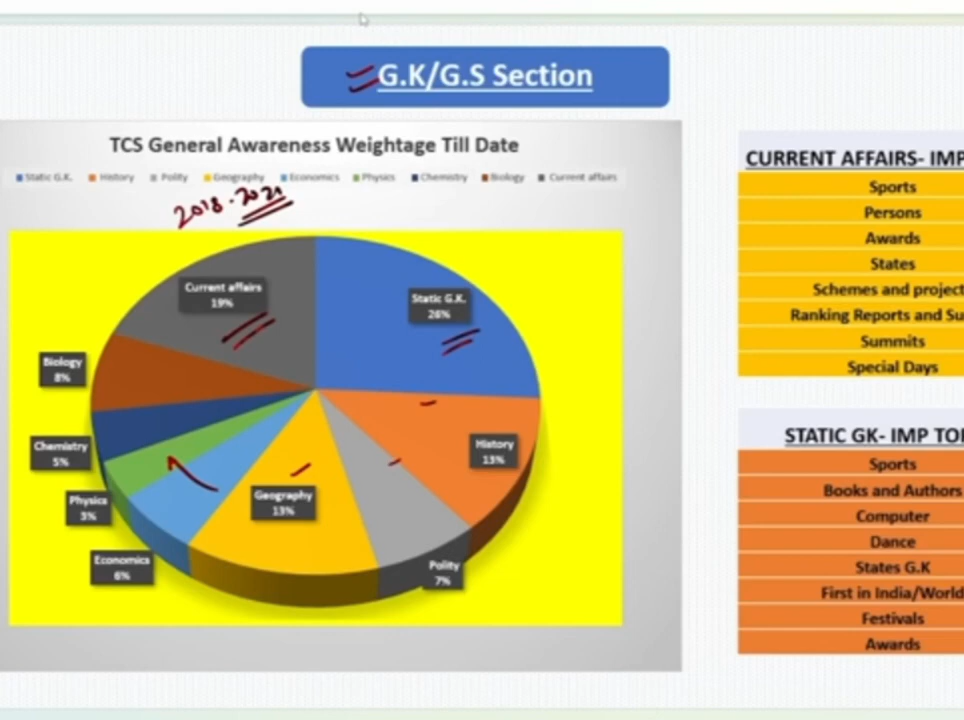 G.K/G.S Section
TCS General Awareness Weightage Till Date
Static G.K. History Polity Geography Economics Physics Chemistry Biology Current affairs
2018-2021
Current affairs
19%
Static G.K.
26%
Biology
8%
History
13%
Chemistry
5%
Geography
13%
Physics
3%
Economics
6%
Polity
7%
CURRENT AFFAIRS- IMP
Sports
Persons
Awards
States
Schemes and project
Ranking Reports and Su
Summits
Special Days
STATIC GK- IMP TO
Sports
Books and Authors
Computer
Dance
States G.K
First in India/World
Festivals
Awards